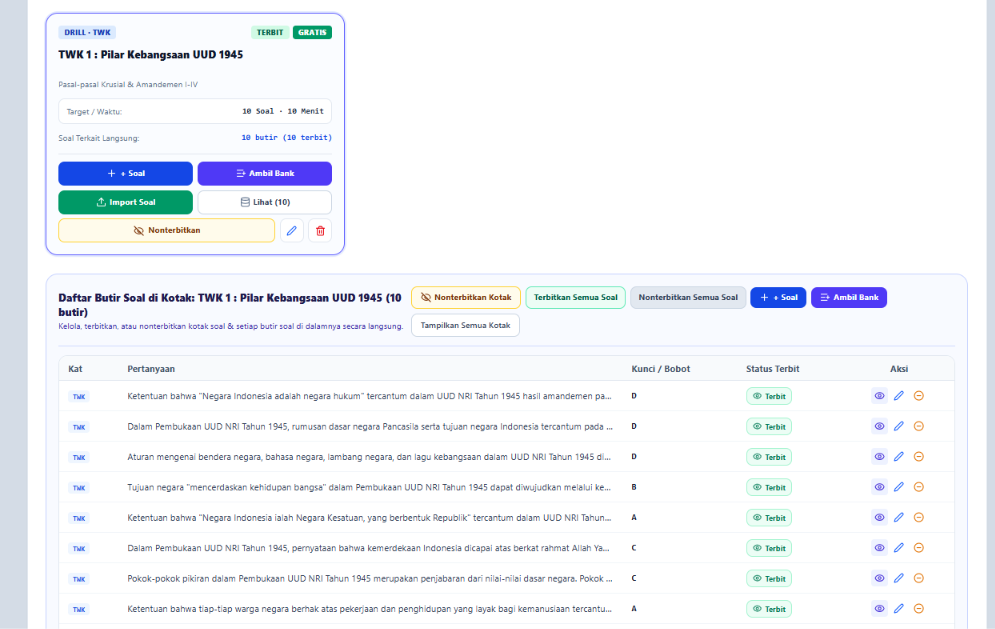 DRILL - TWK TERBIT GRATIS
TWK 1 : Pilar Kebangsaan UUD 1945
Pasal-pasal Krusial & Amandemen I-IV
Target / Waktu: 10 Soal · 10 Menit
Soal Terkait Langsung: 10 butir (10 terbit)
+ + Soal Ambil Bank
Import Soal Lihat (10)
Nonterbitkan
Daftar Butir Soal di Kotak: TWK 1 : Pilar Kebangsaan UUD 1945 (10
butir)
Kelola, terbitkan, atau nonterbitkan kotak soal & setiap butir soal di dalamnya secara langsung.
Nonterbitkan Kotak Terbitkan Semua Soal Nonterbitkan Semua Soal + + Soal Ambil Bank
Tampilkan Semua Kotak
Kat Pertanyaan Kunci / Bobot Status Terbit Aksi
TWK Ketentuan bahwa "Negara Indonesia adalah negara hukum" tercantum dalam UUD NRI Tahun 1945 hasil amandemen pa... D Terbit
TWK Dalam Pembukaan UUD NRI Tahun 1945, rumusan dasar negara Pancasila serta tujuan negara Indonesia tercantum pada ... D Terbit
TWK Aturan mengenai bendera negara, bahasa negara, lambang negara, dan lagu kebangsaan dalam UUD NRI Tahun 1945 di... D Terbit
TWK Tujuan negara "mencerdaskan kehidupan bangsa" dalam Pembukaan UUD NRI Tahun 1945 dapat diwujudkan melalui ke... B Terbit
TWK Ketentuan bahwa "Negara Indonesia ialah Negara Kesatuan, yang berbentuk Republik" tercantum dalam UUD NRI Tahun... A Terbit
TWK Dalam Pembukaan UUD NRI Tahun 1945, pernyataan bahwa kemerdekaan Indonesia dicapai atas berkat rahmat Allah Ya... C Terbit
TWK Pokok-pokok pikiran dalam Pembukaan UUD NRI Tahun 1945 merupakan penjabaran dari nilai-nilai dasar negara. Pokok ... C Terbit
TWK Ketentuan bahwa tiap-tiap warga negara berhak atas pekerjaan dan penghidupan yang layak bagi kemanusiaan tercantu... A Terbit